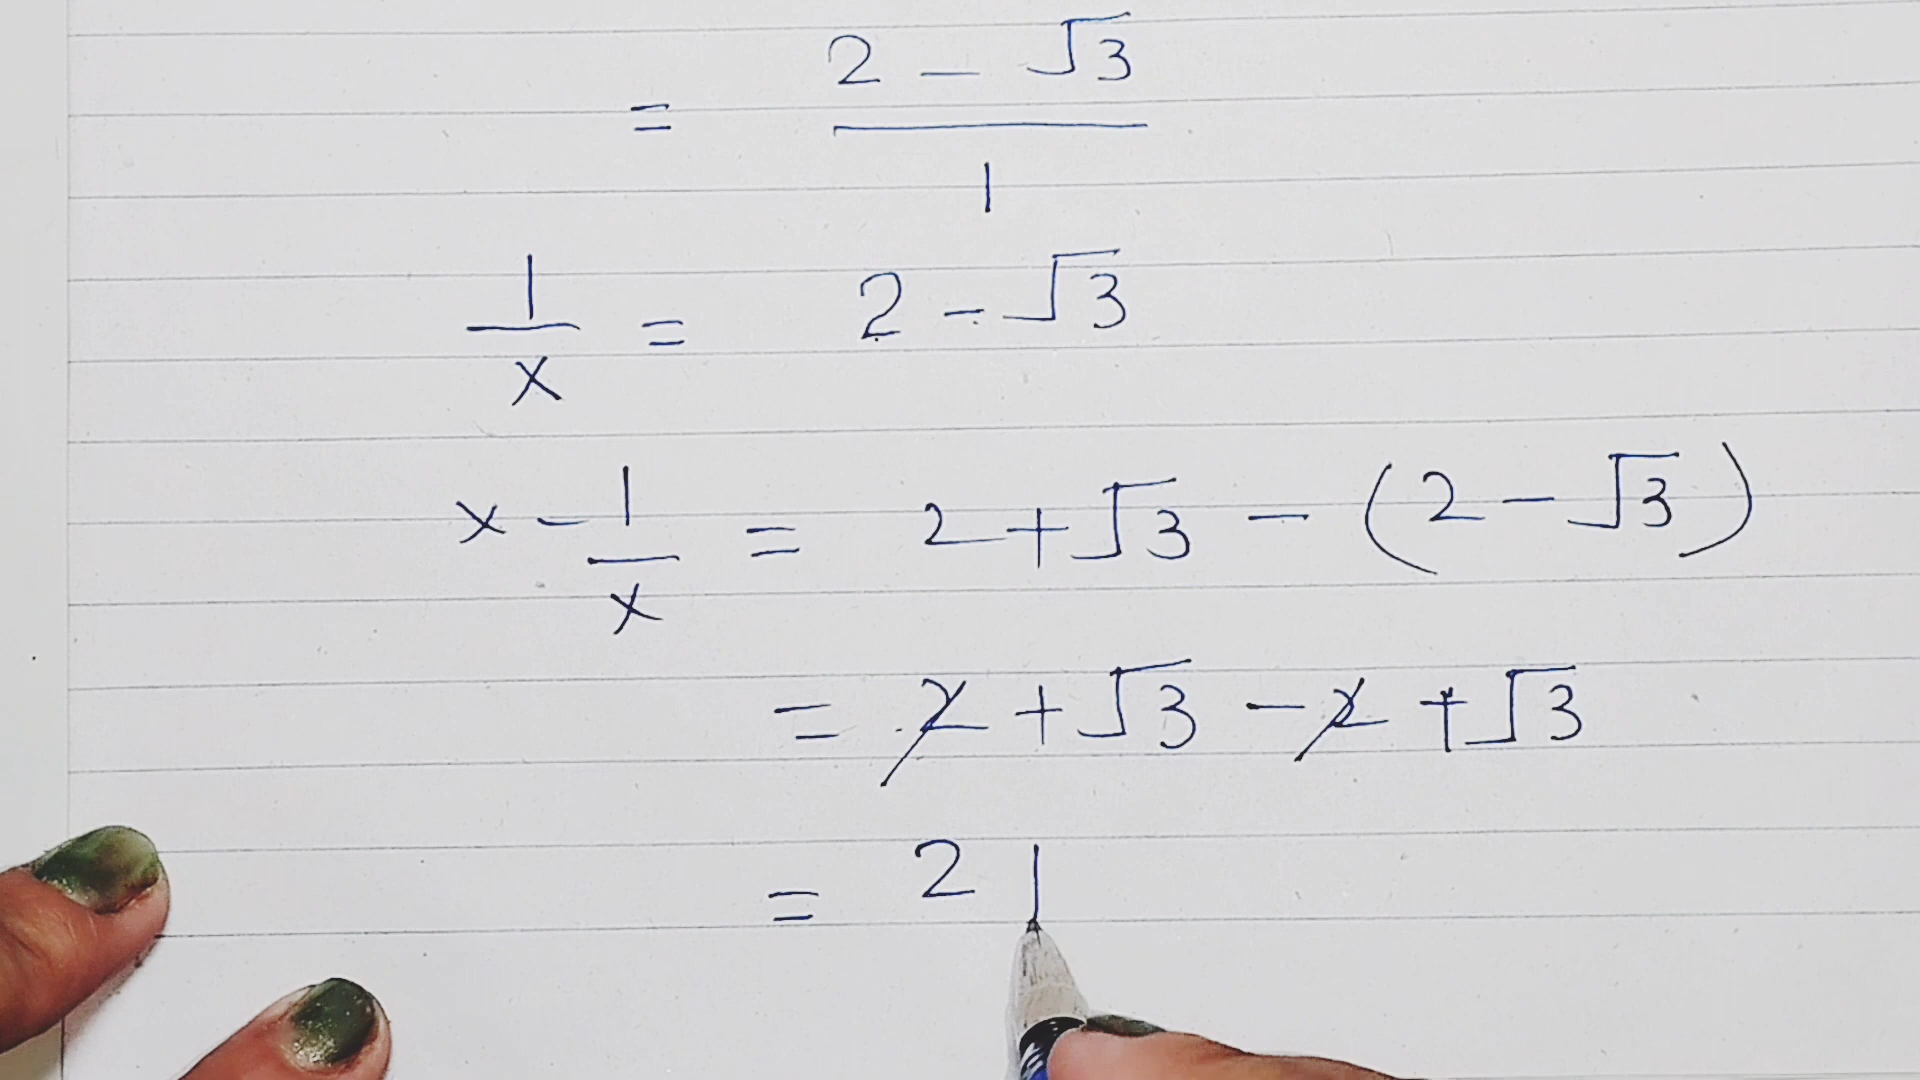 = (2 - √3)/1
1/x = 2 - √3
x - 1/x = 2 + √3 - (2 - √3)
= 2 + √3 - 2 + √3
= 2